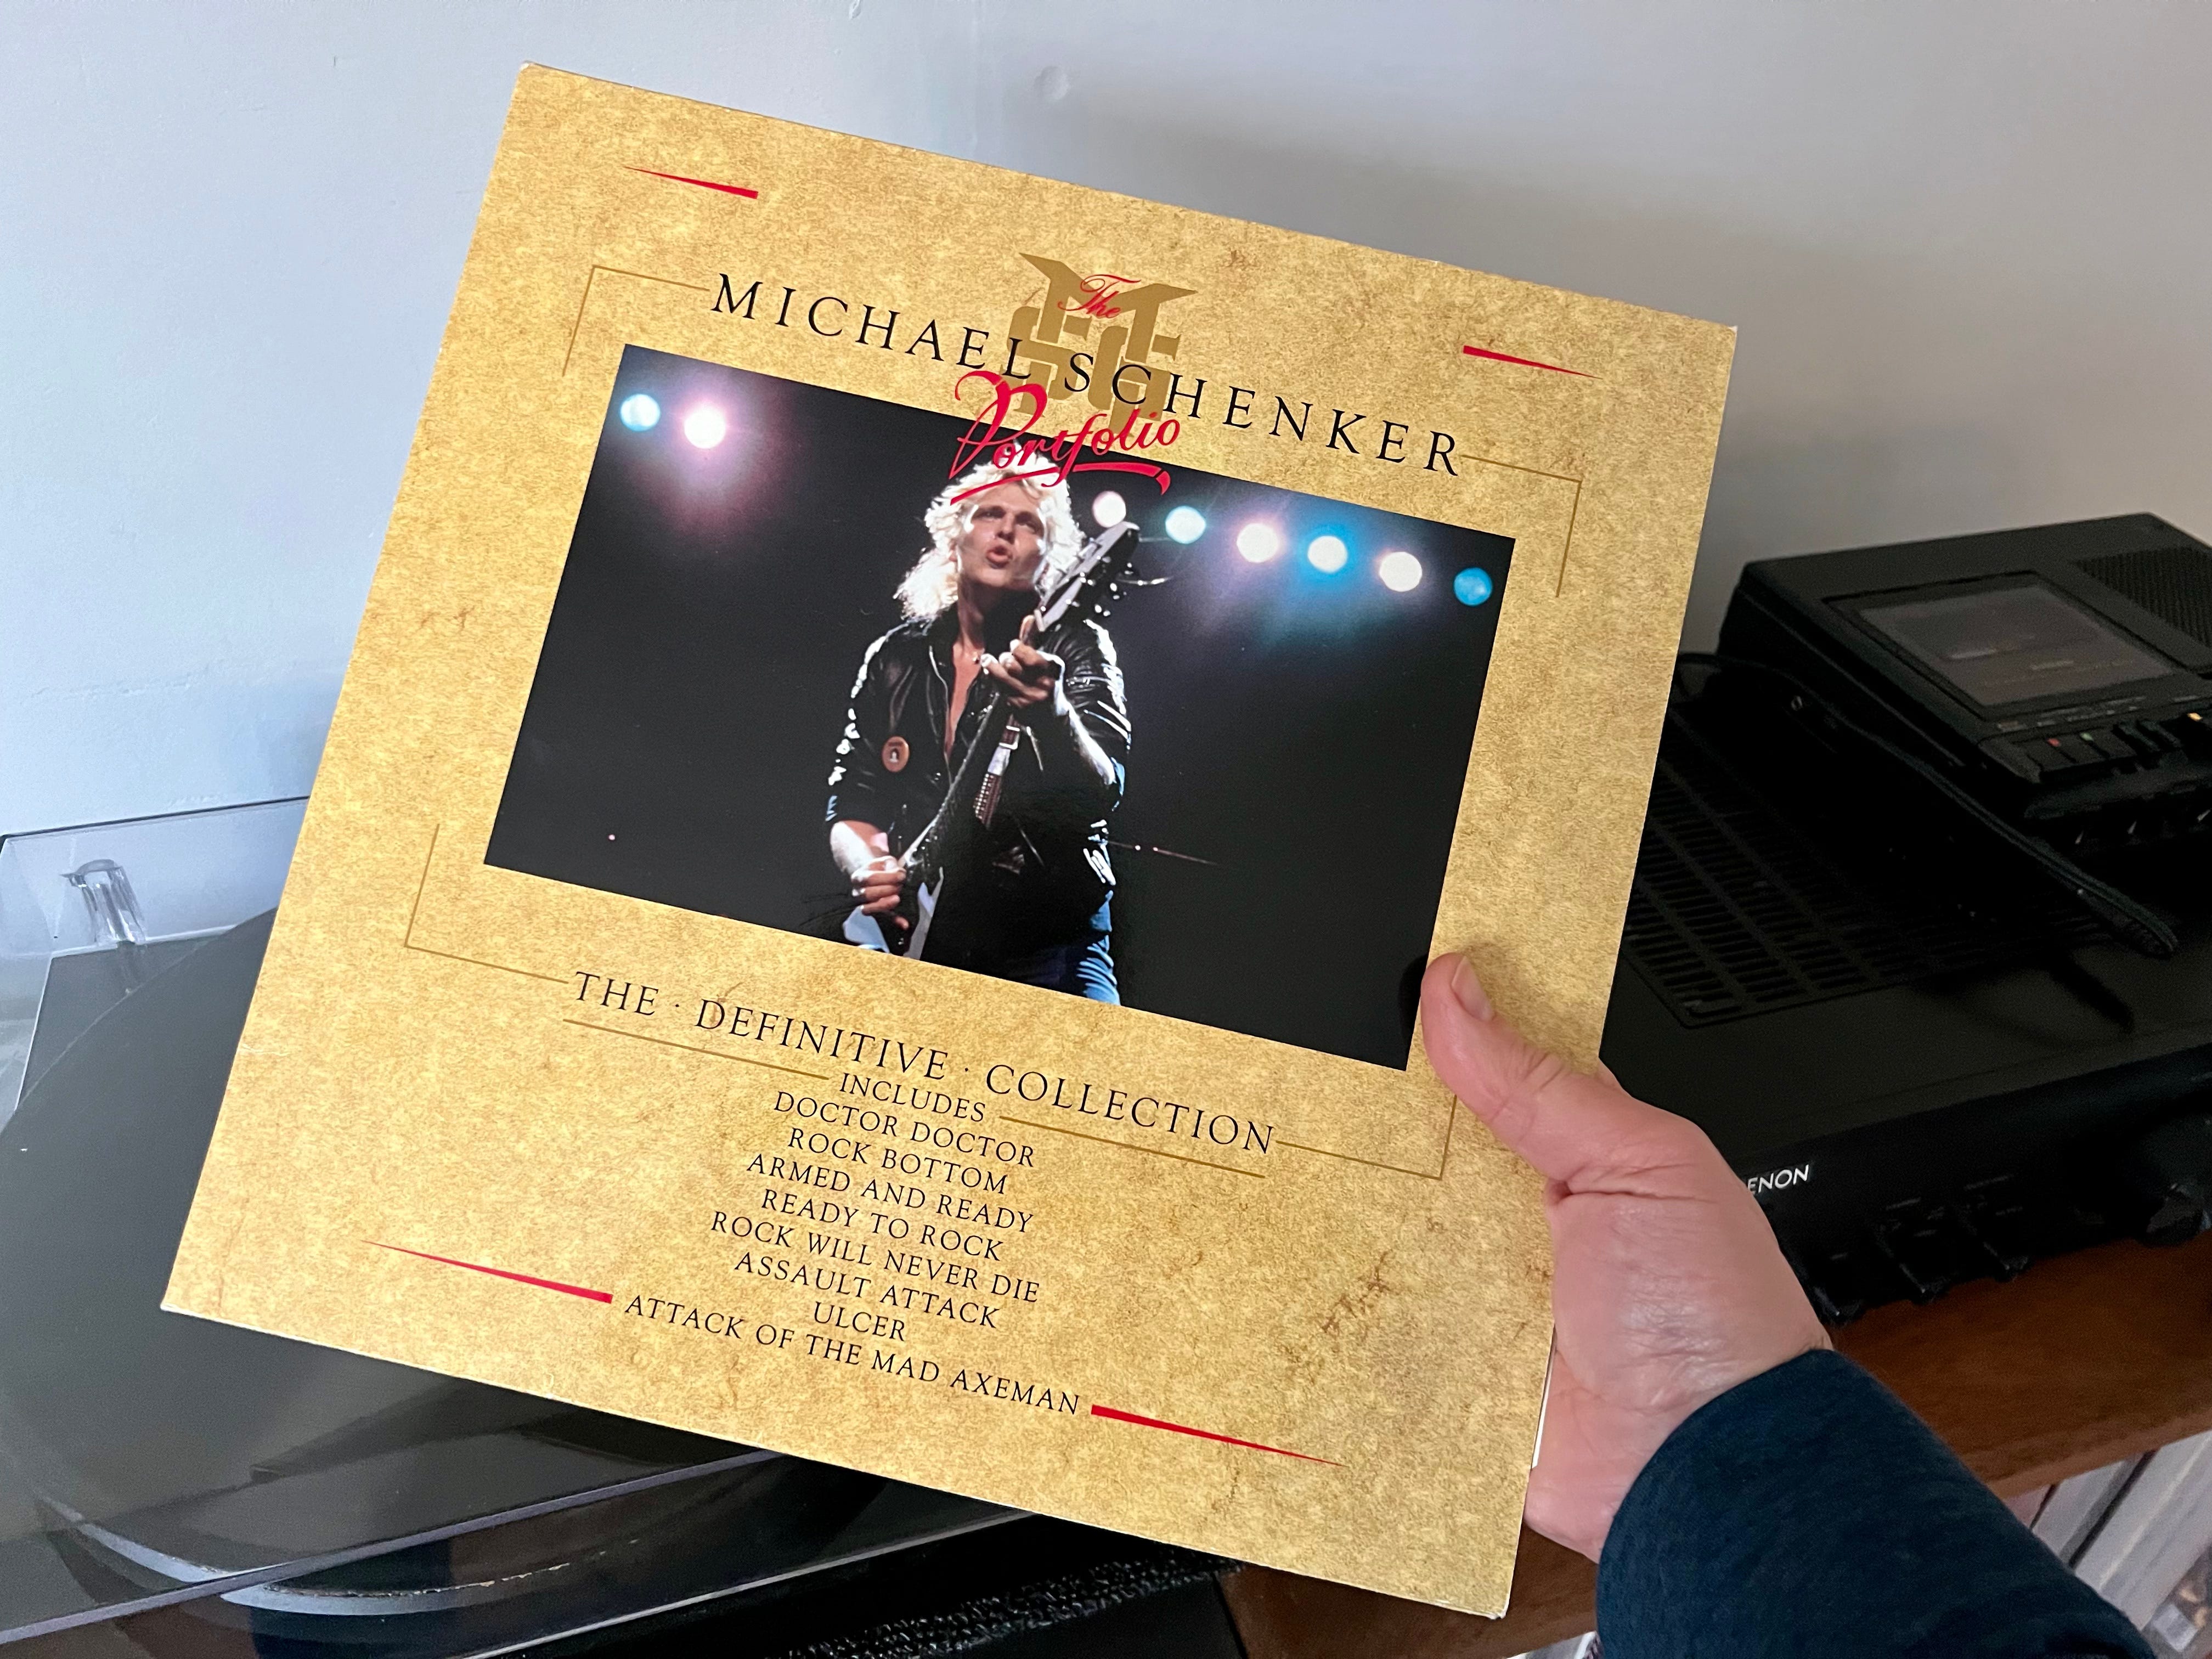 The
MICHAEL SCHENKER
Portfolio
THE · DEFINITIVE · COLLECTION
INCLUDES
DOCTOR DOCTOR
ROCK BOTTOM
ARMED AND READY
READY TO ROCK
ROCK WILL NEVER DIE
ASSAULT ATTACK
ULCER
ATTACK OF THE MAD AXEMAN
ENON